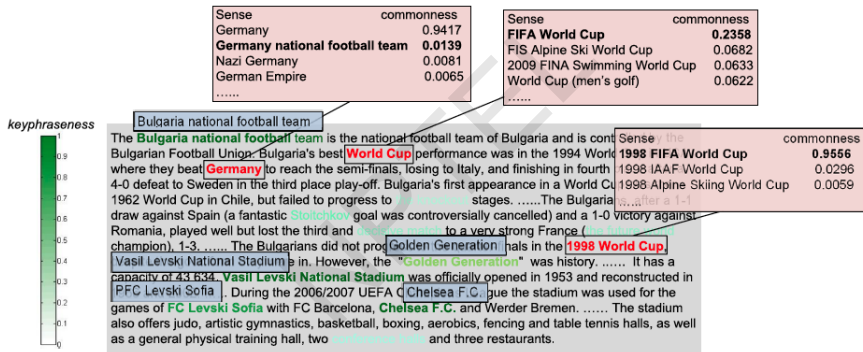 Sense commonness
Germany 0.9417
Germany national football team 0.0139
Nazi Germany 0.0081
German Empire 0.0065
......
Sense commonness
FIFA World Cup 0.2358
FIS Alpine Ski World Cup 0.0682
2009 FINA Swimming World Cup 0.0633
World Cup (men's golf) 0.0622
......
Sense commonness
1998 FIFA World Cup 0.9556
1998 IAAF World Cup 0.0296
1998 Alpine Skiing World Cup 0.0059
......
keyphraseness
1
0.9
0.8
0.7
0.6
0.5
0.4
0.3
0.2
0.1
0
Bulgaria national football team
The Bulgaria national football team is the national football team of Bulgaria and is cont by the
Bulgarian Football Union. Bulgaria's best World Cup performance was in the 1994 World
where they beat Germany to reach the semi-finals, losing to Italy, and finishing in fourth
4-0 defeat to Sweden in the third place play-off. Bulgaria's first appearance in a World Cu
1962 World Cup in Chile, but failed to progress to stages. ......The Bulgarians, after a 1-1
draw against Spain (a fantastic Stoitchkov goal was controversially cancelled) and a 1-0 victory against
Romania, played well but lost the third and decisive match to a very strong France (the future
champion), 1-3. ...... The Bulgarians did not prog Golden Generation nals in the 1998 World Cup,
Vasil Levski National Stadium e in. However, the "Golden Generation" was history. ...... It has a
capacity of 43 634. Vasil Levski National Stadium was officially opened in 1953 and reconstructed in
PFC Levski Sofia . During the 2006/2007 UEFA C Chelsea F.C. gue the stadium was used for the
games of FC Levski Sofia with FC Barcelona, Chelsea F.C. and Werder Bremen. ...... The stadium
also offers judo, artistic gymnastics, basketball, boxing, aerobics, fencing and table tennis halls, as well
as a general physical training hall, two conference halls and three restaurants.